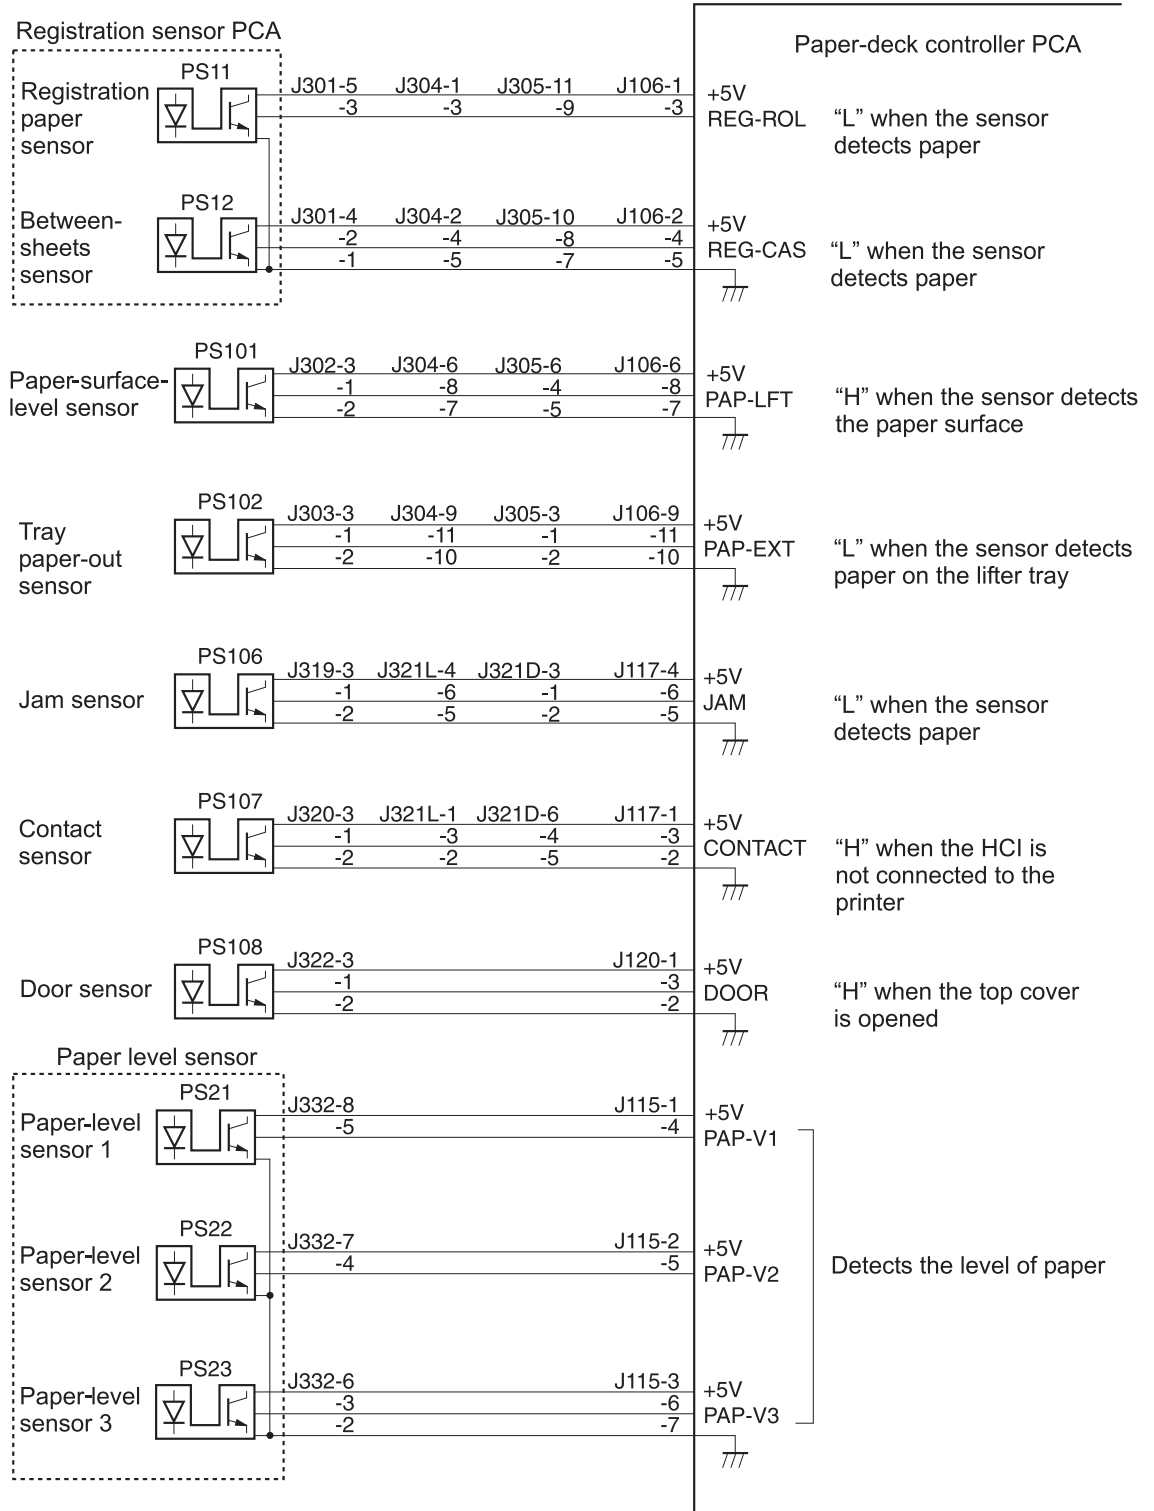 Registration sensor PCA
Paper-deck controller PCA
PS11
Registration
paper
sensor
J301-5 J304-1 J305-11 J106-1 +5V
-3 -3 -9 -3 REG-ROL
“L” when the sensor
detects paper
PS12
Between-
sheets
sensor
J301-4 J304-2 J305-10 J106-2 +5V
-2 -4 -8 -4 REG-CAS
-1 -5 -7 -5
“L” when the sensor
detects paper
PS101
Paper-surface-
level sensor
J302-3 J304-6 J305-6 J106-6 +5V
-1 -8 -4 -8 PAP-LFT
-2 -7 -5 -7
“H” when the sensor detects
the paper surface
PS102
Tray
paper-out
sensor
J303-3 J304-9 J305-3 J106-9 +5V
-1 -11 -1 -11 PAP-EXT
-2 -10 -2 -10
“L” when the sensor detects
paper on the lifter tray
PS106
Jam sensor
J319-3 J321L-4 J321D-3 J117-4 +5V
-1 -6 -1 -6 JAM
-2 -5 -2 -5
“L” when the sensor
detects paper
PS107
Contact
sensor
J320-3 J321L-1 J321D-6 J117-1 +5V
-1 -3 -4 -3 CONTACT
-2 -2 -5 -2
“H” when the HCI is
not connected to the
printer
PS108
Door sensor
J322-3 J120-1 +5V
-1 -3 DOOR
-2 -2
“H” when the top cover
is opened
Paper level sensor
PS21
Paper-level
sensor 1
J332-8 J115-1 +5V
-5 -4 PAP-V1
PS22
Paper-level
sensor 2
J332-7 J115-2 +5V
-4 -5 PAP-V2
Detects the level of paper
PS23
Paper-level
sensor 3
J332-6 J115-3 +5V
-3 -6 PAP-V3
-2 -7